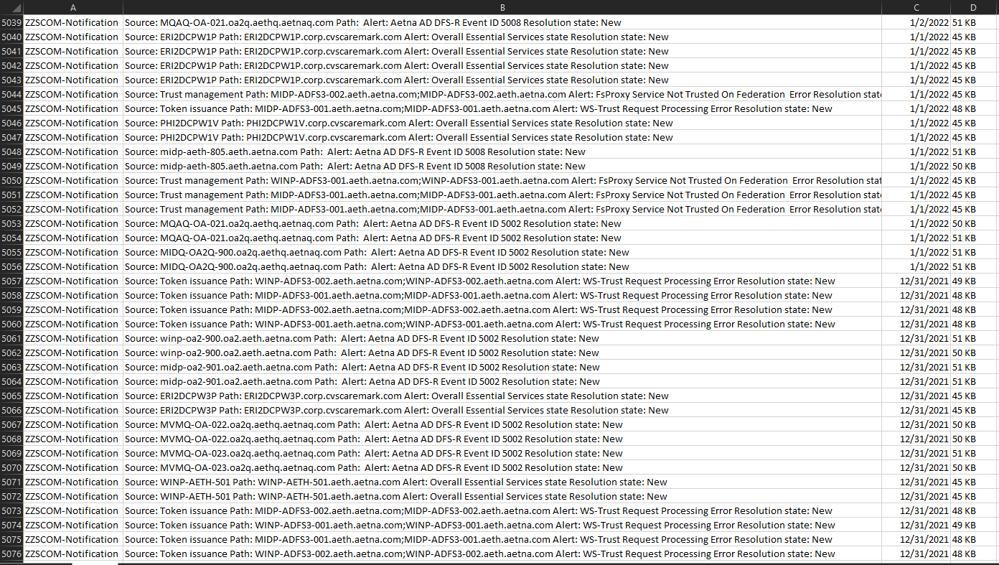 A B C D
5039 ZZSCOM-Notification Source: MQAQ-OA-021.oa2q.aethq.aetnaq.com Path:  Alert: Aetna AD DFS-R Event ID 5008 Resolution state: New 1/2/2022 51 KB
5040 ZZSCOM-Notification Source: ERI2DCPW1P Path: ERI2DCPW1P.corp.cvscaremark.com Alert: Overall Essential Services state Resolution state: New 1/1/2022 45 KB
5041 ZZSCOM-Notification Source: ERI2DCPW1P Path: ERI2DCPW1P.corp.cvscaremark.com Alert: Overall Essential Services state Resolution state: New 1/1/2022 45 KB
5042 ZZSCOM-Notification Source: ERI2DCPW1P Path: ERI2DCPW1P.corp.cvscaremark.com Alert: Overall Essential Services state Resolution state: New 1/1/2022 45 KB
5043 ZZSCOM-Notification Source: ERI2DCPW1P Path: ERI2DCPW1P.corp.cvscaremark.com Alert: Overall Essential Services state Resolution state: New 1/1/2022 45 KB
5044 ZZSCOM-Notification Source: Trust management Path: MIDP-ADFS3-002.aeth.aetna.com;MIDP-ADFS3-002.aeth.aetna.com Alert: FsProxy Service Not Trusted On Federation  Error Resolution state 1/1/2022 45 KB
5045 ZZSCOM-Notification Source: Token issuance Path: MIDP-ADFS3-001.aeth.aetna.com;MIDP-ADFS3-001.aeth.aetna.com Alert: WS-Trust Request Processing Error Resolution state: New 1/1/2022 48 KB
5046 ZZSCOM-Notification Source: PHI2DCPW1V Path: PHI2DCPW1V.corp.cvscaremark.com Alert: Overall Essential Services state Resolution state: New 1/1/2022 45 KB
5047 ZZSCOM-Notification Source: PHI2DCPW1V Path: PHI2DCPW1V.corp.cvscaremark.com Alert: Overall Essential Services state Resolution state: New 1/1/2022 45 KB
5048 ZZSCOM-Notification Source: midp-aeth-805.aeth.aetna.com Path:  Alert: Aetna AD DFS-R Event ID 5008 Resolution state: New 1/1/2022 51 KB
5049 ZZSCOM-Notification Source: midp-aeth-805.aeth.aetna.com Path:  Alert: Aetna AD DFS-R Event ID 5008 Resolution state: New 1/1/2022 50 KB
5050 ZZSCOM-Notification Source: Trust management Path: WINP-ADFS3-001.aeth.aetna.com;WINP-ADFS3-001.aeth.aetna.com Alert: FsProxy Service Not Trusted On Federation  Error Resolution stat 1/1/2022 45 KB
5051 ZZSCOM-Notification Source: Trust management Path: MIDP-ADFS3-001.aeth.aetna.com;MIDP-ADFS3-001.aeth.aetna.com Alert: FsProxy Service Not Trusted On Federation  Error Resolution state 1/1/2022 45 KB
5052 ZZSCOM-Notification Source: Trust management Path: MIDP-ADFS3-001.aeth.aetna.com;MIDP-ADFS3-001.aeth.aetna.com Alert: FsProxy Service Not Trusted On Federation  Error Resolution state 1/1/2022 45 KB
5053 ZZSCOM-Notification Source: MQAQ-OA-021.oa2q.aethq.aetnaq.com Path:  Alert: Aetna AD DFS-R Event ID 5002 Resolution state: New 1/1/2022 50 KB
5054 ZZSCOM-Notification Source: MQAQ-OA-021.oa2q.aethq.aetnaq.com Path:  Alert: Aetna AD DFS-R Event ID 5002 Resolution state: New 1/1/2022 51 KB
5055 ZZSCOM-Notification Source: MIDQ-OA2Q-900.oa2q.aethq.aetnaq.com Path:  Alert: Aetna AD DFS-R Event ID 5002 Resolution state: New 1/1/2022 51 KB
5056 ZZSCOM-Notification Source: MIDQ-OA2Q-900.oa2q.aethq.aetnaq.com Path:  Alert: Aetna AD DFS-R Event ID 5002 Resolution state: New 1/1/2022 51 KB
5057 ZZSCOM-Notification Source: Token issuance Path: WINP-ADFS3-002.aeth.aetna.com;WINP-ADFS3-002.aeth.aetna.com Alert: WS-Trust Request Processing Error Resolution state: New 12/31/2021 49 KB
5058 ZZSCOM-Notification Source: Token issuance Path: MIDP-ADFS3-001.aeth.aetna.com;MIDP-ADFS3-001.aeth.aetna.com Alert: WS-Trust Request Processing Error Resolution state: New 12/31/2021 48 KB
5059 ZZSCOM-Notification Source: Token issuance Path: MIDP-ADFS3-002.aeth.aetna.com;MIDP-ADFS3-002.aeth.aetna.com Alert: WS-Trust Request Processing Error Resolution state: New 12/31/2021 48 KB
5060 ZZSCOM-Notification Source: Token issuance Path: WINP-ADFS3-001.aeth.aetna.com;WINP-ADFS3-001.aeth.aetna.com Alert: WS-Trust Request Processing Error Resolution state: New 12/31/2021 48 KB
5061 ZZSCOM-Notification Source: winp-oa2-900.oa2.aeth.aetna.com Path:  Alert: Aetna AD DFS-R Event ID 5002 Resolution state: New 12/31/2021 51 KB
5062 ZZSCOM-Notification Source: winp-oa2-900.oa2.aeth.aetna.com Path:  Alert: Aetna AD DFS-R Event ID 5002 Resolution state: New 12/31/2021 50 KB
5063 ZZSCOM-Notification Source: midp-oa2-901.oa2.aeth.aetna.com Path:  Alert: Aetna AD DFS-R Event ID 5002 Resolution state: New 12/31/2021 51 KB
5064 ZZSCOM-Notification Source: midp-oa2-901.oa2.aeth.aetna.com Path:  Alert: Aetna AD DFS-R Event ID 5002 Resolution state: New 12/31/2021 51 KB
5065 ZZSCOM-Notification Source: ERI2DCPW3P Path: ERI2DCPW3P.corp.cvscaremark.com Alert: Overall Essential Services state Resolution state: New 12/31/2021 45 KB
5066 ZZSCOM-Notification Source: ERI2DCPW3P Path: ERI2DCPW3P.corp.cvscaremark.com Alert: Overall Essential Services state Resolution state: New 12/31/2021 45 KB
5067 ZZSCOM-Notification Source: MVMQ-OA-022.oa2q.aethq.aetnaq.com Path:  Alert: Aetna AD DFS-R Event ID 5002 Resolution state: New 12/31/2021 50 KB
5068 ZZSCOM-Notification Source: MVMQ-OA-022.oa2q.aethq.aetnaq.com Path:  Alert: Aetna AD DFS-R Event ID 5002 Resolution state: New 12/31/2021 50 KB
5069 ZZSCOM-Notification Source: MVMQ-OA-023.oa2q.aethq.aetnaq.com Path:  Alert: Aetna AD DFS-R Event ID 5002 Resolution state: New 12/31/2021 51 KB
5070 ZZSCOM-Notification Source: MVMQ-OA-023.oa2q.aethq.aetnaq.com Path:  Alert: Aetna AD DFS-R Event ID 5002 Resolution state: New 12/31/2021 50 KB
5071 ZZSCOM-Notification Source: WINP-AETH-501 Path: WINP-AETH-501.aeth.aetna.com Alert: Overall Essential Services state Resolution state: New 12/31/2021 45 KB
5072 ZZSCOM-Notification Source: WINP-AETH-501 Path: WINP-AETH-501.aeth.aetna.com Alert: Overall Essential Services state Resolution state: New 12/31/2021 45 KB
5073 ZZSCOM-Notification Source: Token issuance Path: MIDP-ADFS3-002.aeth.aetna.com;MIDP-ADFS3-002.aeth.aetna.com Alert: WS-Trust Request Processing Error Resolution state: New 12/31/2021 48 KB
5074 ZZSCOM-Notification Source: Token issuance Path: WINP-ADFS3-001.aeth.aetna.com;WINP-ADFS3-001.aeth.aetna.com Alert: WS-Trust Request Processing Error Resolution state: New 12/31/2021 49 KB
5075 ZZSCOM-Notification Source: Token issuance Path: MIDP-ADFS3-001.aeth.aetna.com;MIDP-ADFS3-001.aeth.aetna.com Alert: WS-Trust Request Processing Error Resolution state: New 12/31/2021 48 KB
5076 ZZSCOM-Notification Source: Token issuance Path: WINP-ADFS3-002.aeth.aetna.com;WINP-ADFS3-002.aeth.aetna.com Alert: WS-Trust Request Processing Error Resolution state: New 12/31/2021 48 KB